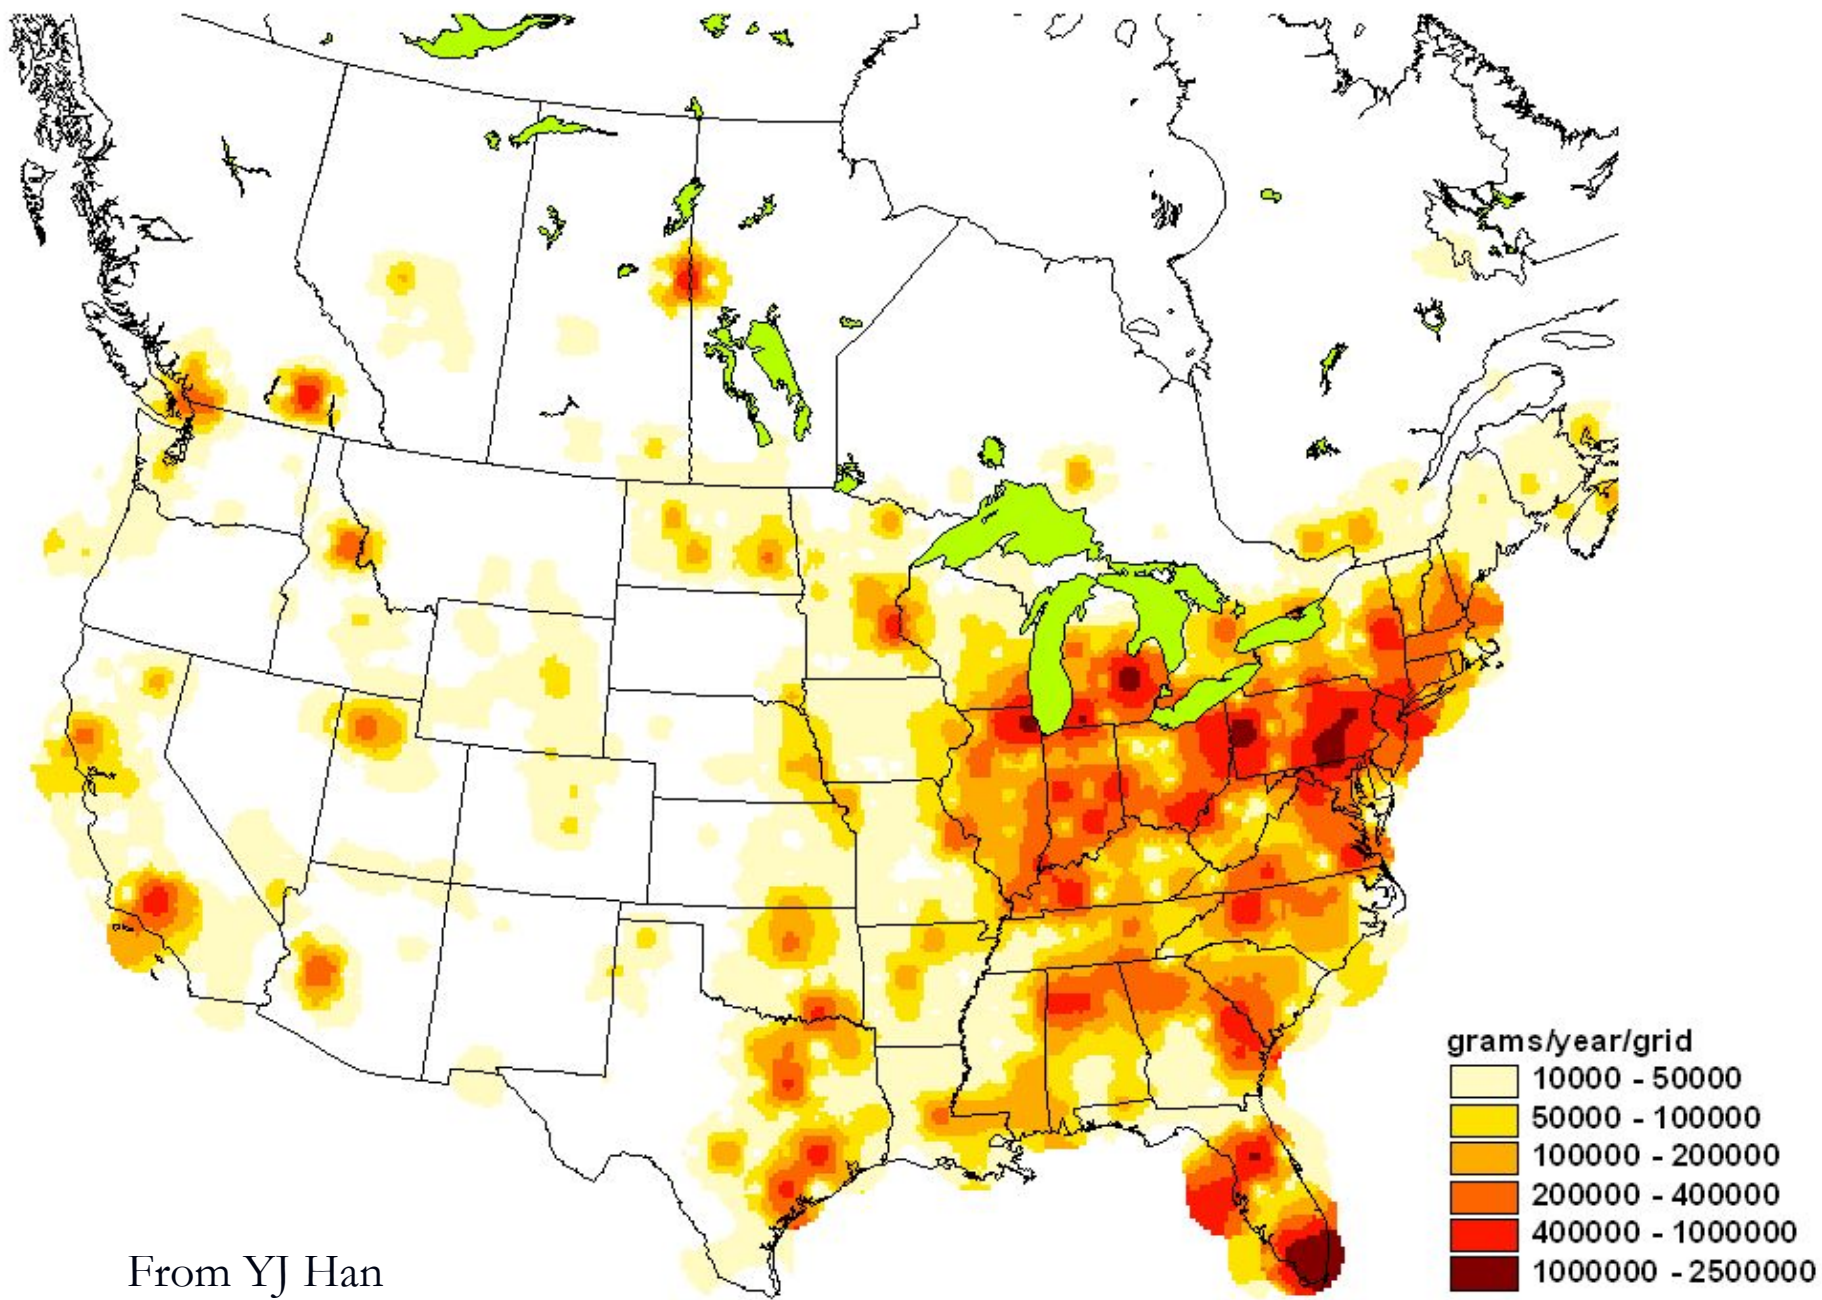 grams/year/grid
10000 - 50000
50000 - 100000
100000 - 200000
200000 - 400000
400000 - 1000000
1000000 - 2500000
From YJ Han